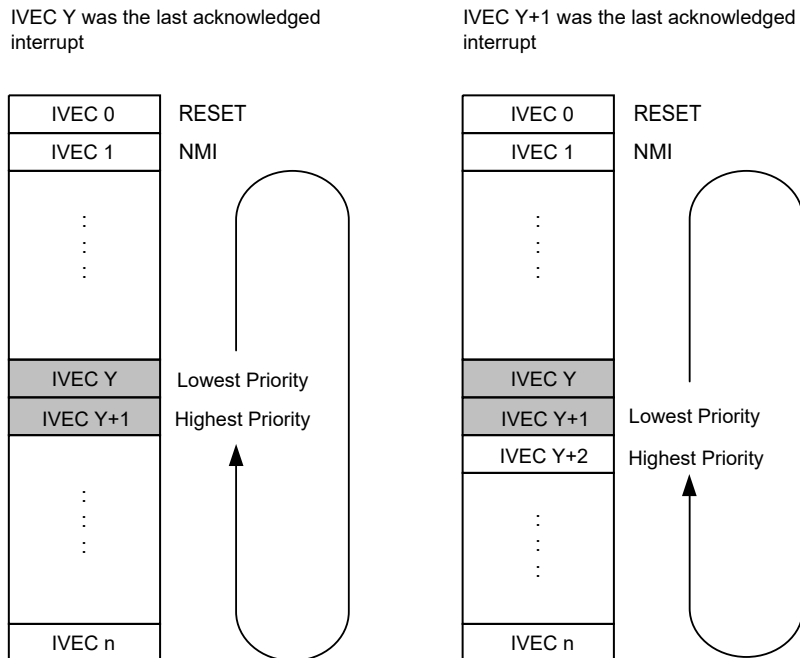 IVEC Y was the last acknowledged
interrupt
IVEC 0 RESET
IVEC 1 NMI
IVEC Y Lowest Priority
IVEC Y+1 Highest Priority
IVEC n
IVEC Y+1 was the last acknowledged
interrupt
IVEC 0 RESET
IVEC 1 NMI
IVEC Y
IVEC Y+1 Lowest Priority
IVEC Y+2 Highest Priority
IVEC n